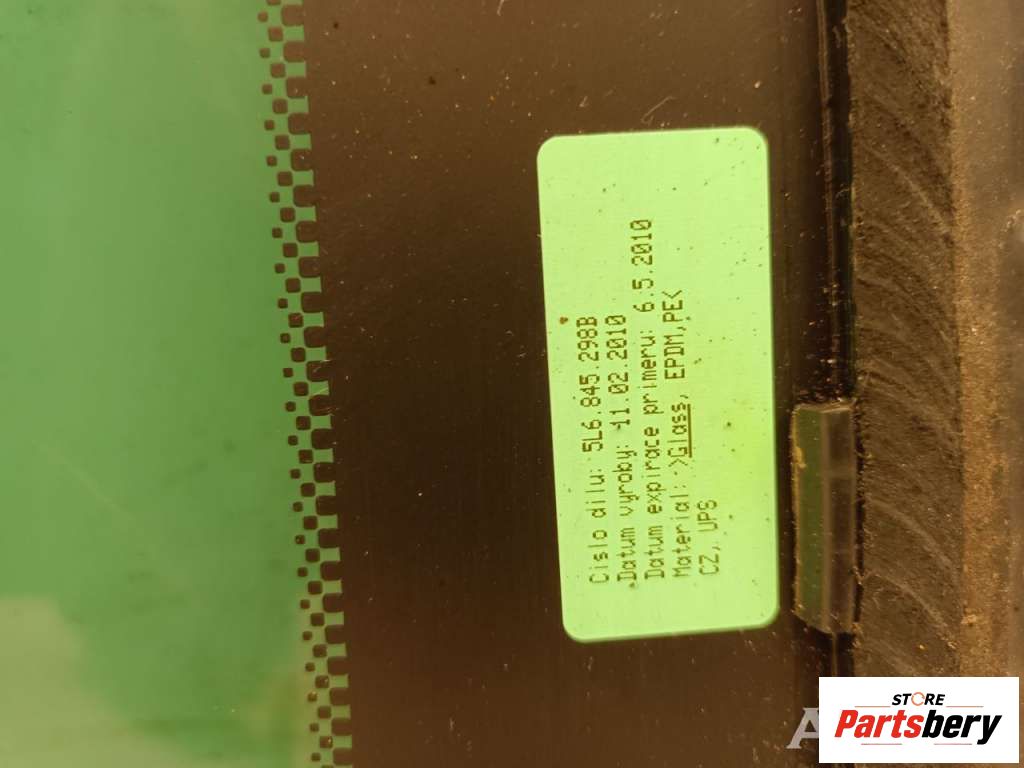 Cislo dilu: 5L6.845.298B
Datum vyroby: 11.02.2010
Datum expirace primeru: 6.5.2010
Material: >Glass, EPDM,PE<
CZ, UPS
STORE
Partsbery